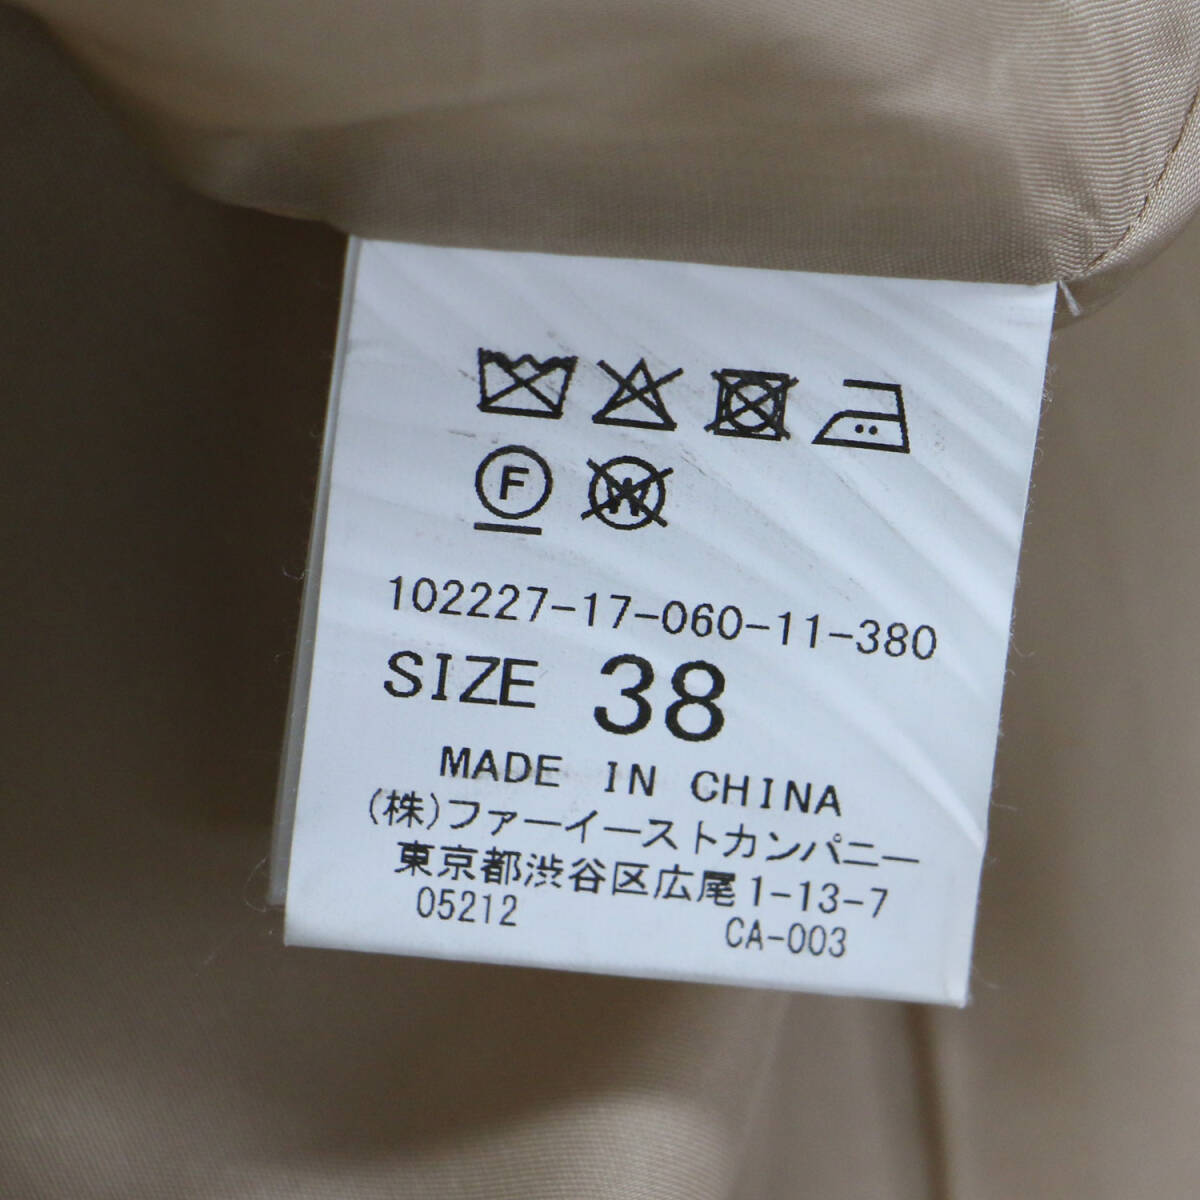 F W
102227-17-060-11-380
SIZE 38
MADE IN CHINA
(株)ファーイーストカンパニー
東京都渋谷区広尾1-13-7
05212 CA-003